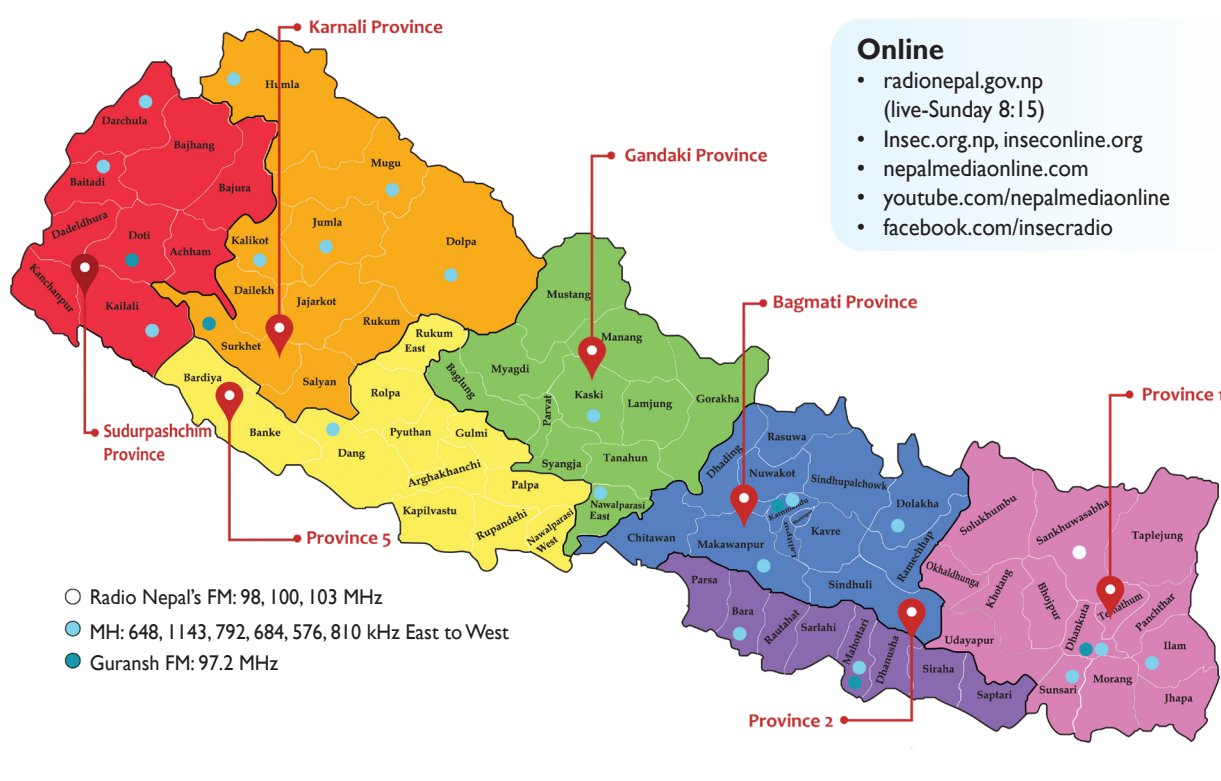 Karnali Province
Online
• radionepal.gov.np
(live-Sunday 8:15)
• Insec.org.np, inseconline.org
• nepalmediaonline.com
• youtube.com/nepalmediaonline
• facebook.com/insecradio
Gandaki Province
Bagmati Province
Province 1
Sudurpashchim
Province
Province 5
Province 2
Humla
Darchula
Bajhang
Mugu
Baitadi
Bajura
Dadeldhura
Jumla
Doti
Kalikot
Dolpa
Achham
Kanchanpur
Dailekh
Jajarkot
Kailali
Rukum
Surkhet
Salyan
Mustang
Manang
Rukum
East
Myagdi
Baglung
Kaski
Parvat
Lamjung
Gorakha
Syangja
Tanahun
Nawalparasi
East
Bardiya
Rolpa
Banke
Pyuthan
Gulmi
Dang
Arghakhanchi
Palpa
Kapilvastu
Rupandehi
Nawalparasi
West
Rasuwa
Dhading
Nuwakot
Sindhupalchowk
Dolakha
Kathmandu
Lalitpur
Kavre
Chitawan
Makawanpur
Ramechhap
Sindhuli
Parsa
Bara
Rautahat
Sarlahi
Mahottari
Dhanusha
Siraha
Saptari
Solukhumbu
Sankhuwasabha
Taplejung
Okhaldhunga
Khotang
Bhojpur
Dhankuta
Panchthar
Udayapur
Ilam
Sunsari
Morang
Jhapa
Radio Nepal's FM: 98, 100, 103 MHz
MH: 648, 1143, 792, 684, 576, 810 kHz East to West
Guransh FM: 97.2 MHz